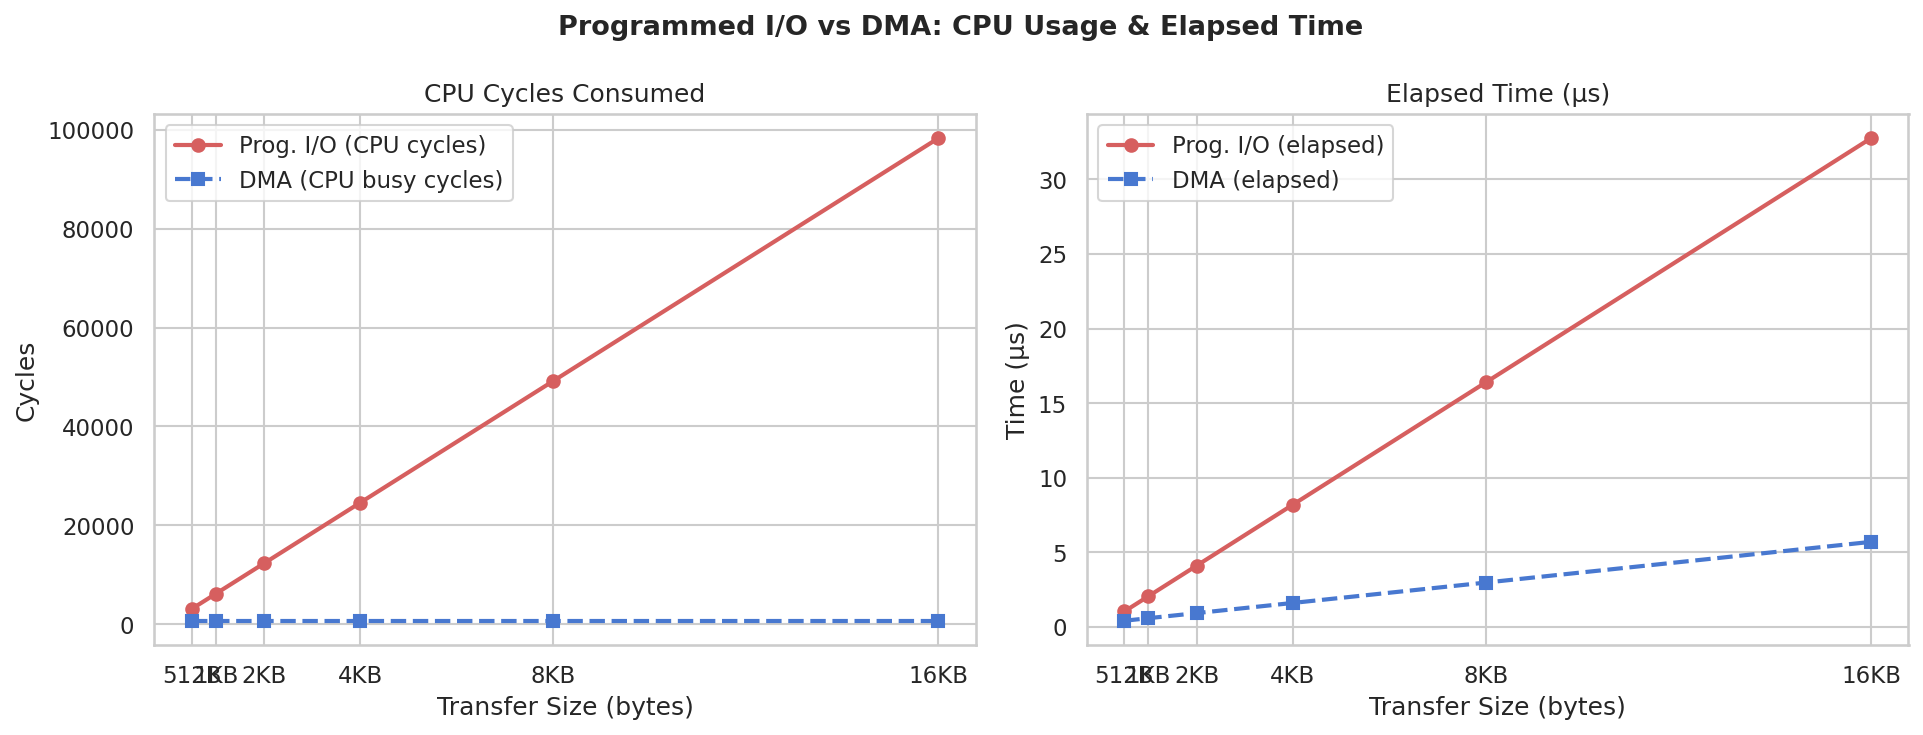 Programmed I/O vs DMA: CPU Usage & Elapsed Time
CPU Cycles Consumed
Prog. I/O (CPU cycles)
DMA (CPU busy cycles)
Cycles
100000
80000
60000
40000
20000
0
512B 1KB 2KB 4KB 8KB 16KB
Transfer Size (bytes)
Elapsed Time (µs)
Prog. I/O (elapsed)
DMA (elapsed)
Time (µs)
30
25
20
15
10
5
0
512B 1KB 2KB 4KB 8KB 16KB
Transfer Size (bytes)